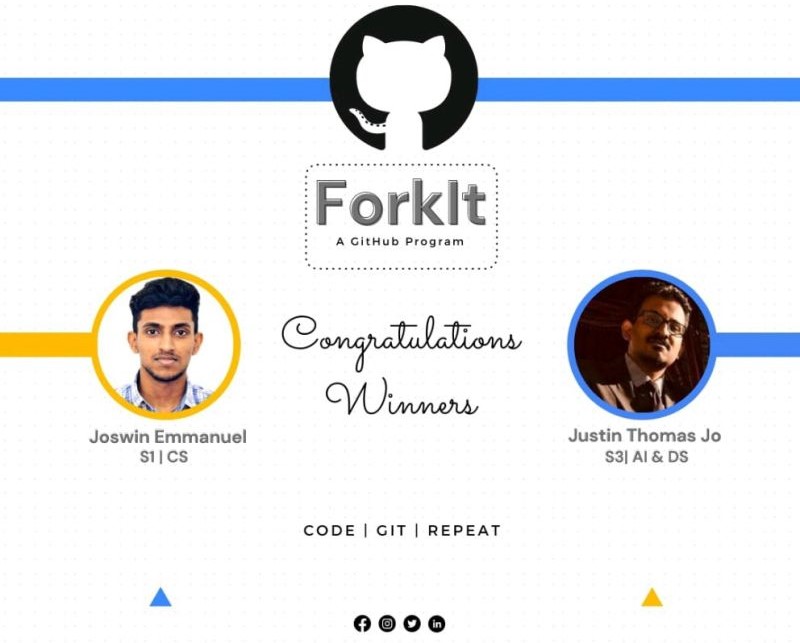 ForkIt
A GitHub Program
Congratulations
Winners
Joswin Emmanuel
S1 | CS
Justin Thomas Jo
S3| AI & DS
CODE | GIT | REPEAT